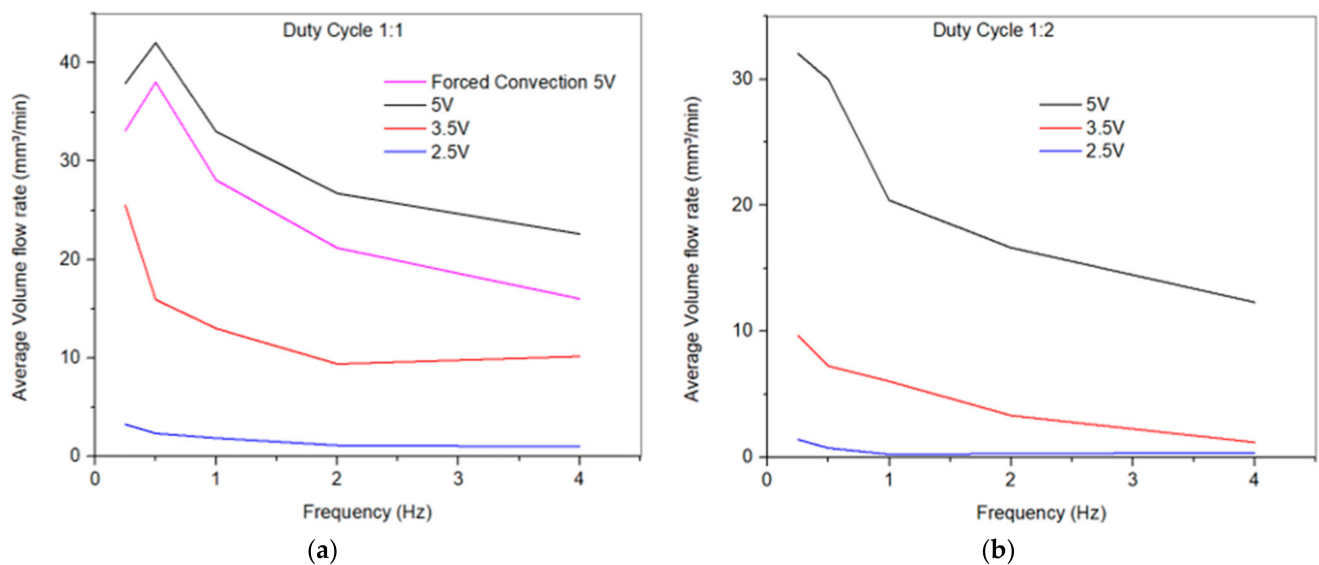 Duty Cycle 1:1
Forced Convection 5V
5V
3.5V
2.5V
40
30
20
10
0
0
1
2
3
4
Average Volume flow rate (mm³/min)
Frequency (Hz)
(a)
Duty Cycle 1:2
5V
3.5V
2.5V
30
20
10
0
0
1
2
3
4
Average Volume flow rate (mm³/min)
Frequency (Hz)
(b)